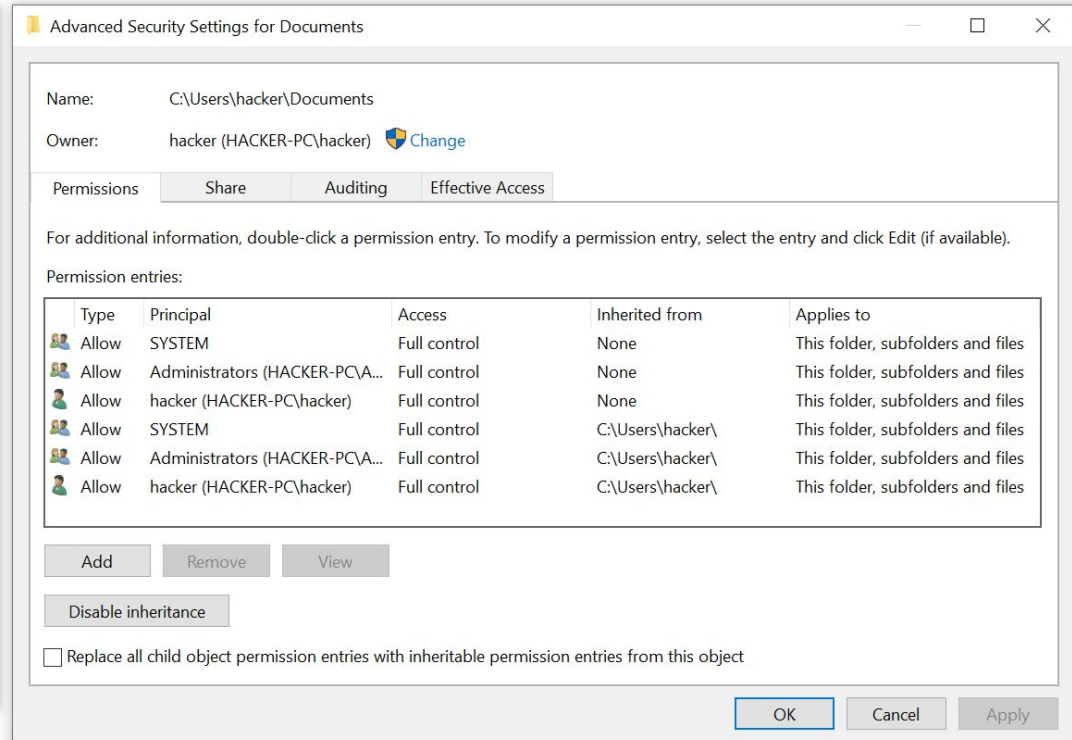 Advanced Security Settings for Documents
Name: C:\Users\hacker\Documents
Owner: hacker (HACKER-PC\hacker) Change
Permissions Share Auditing Effective Access
For additional information, double-click a permission entry. To modify a permission entry, select the entry and click Edit (if available).
Permission entries:
Type Principal Access Inherited from Applies to
Allow SYSTEM Full control None This folder, subfolders and files
Allow Administrators (HACKER-PC\A... Full control None This folder, subfolders and files
Allow hacker (HACKER-PC\hacker) Full control None This folder, subfolders and files
Allow SYSTEM Full control C:\Users\hacker\ This folder, subfolders and files
Allow Administrators (HACKER-PC\A... Full control C:\Users\hacker\ This folder, subfolders and files
Allow hacker (HACKER-PC\hacker) Full control C:\Users\hacker\ This folder, subfolders and files
Add Remove View
Disable inheritance
Replace all child object permission entries with inheritable permission entries from this object
OK Cancel Apply